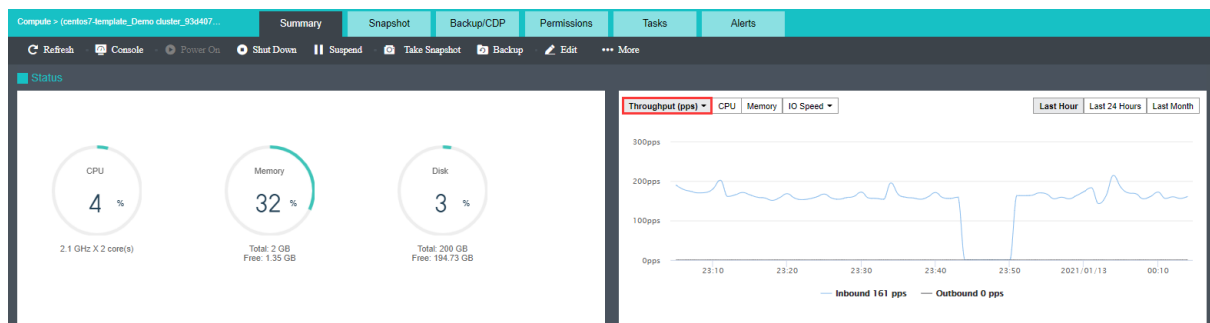 Compute > (centos7-template_Demo cluster_93d407...
Summary
Snapshot
Backup/CDP
Permissions
Tasks
Alerts
Refresh
Console
Power On
Shut Down
Suspend
Take Snapshot
Backup
Edit
More
Status
CPU
4 %
2.1 GHz X 2 core(s)
Memory
32 %
Total: 2 GB
Free: 1.35 GB
Disk
3 %
Total: 200 GB
Free: 194.73 GB
Throughput (pps)
CPU
Memory
IO Speed
Last Hour
Last 24 Hours
Last Month
300pps
200pps
100pps
0pps
23:10
23:20
23:30
23:40
23:50
2021/01/13
00:10
Inbound 161 pps
Outbound 0 pps